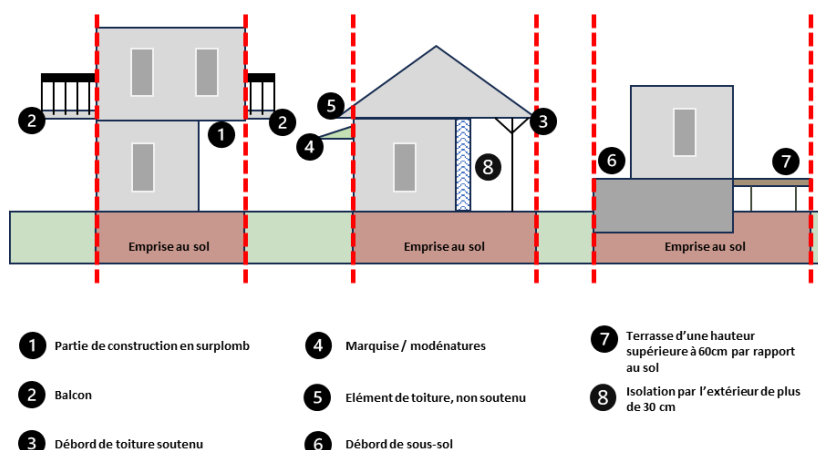 2
1
2
Emprise au sol
5
3
4
8
Emprise au sol
6
7
Emprise au sol
1 Partie de construction en surplomb
2 Balcon
3 Débord de toiture soutenu
4 Marquise / modénatures
5 Elément de toiture, non soutenu
6 Débord de sous-sol
7 Terrasse d'une hauteur
supérieure à 60cm par rapport
au sol
8 Isolation par l'extérieur de plus
de 30 cm